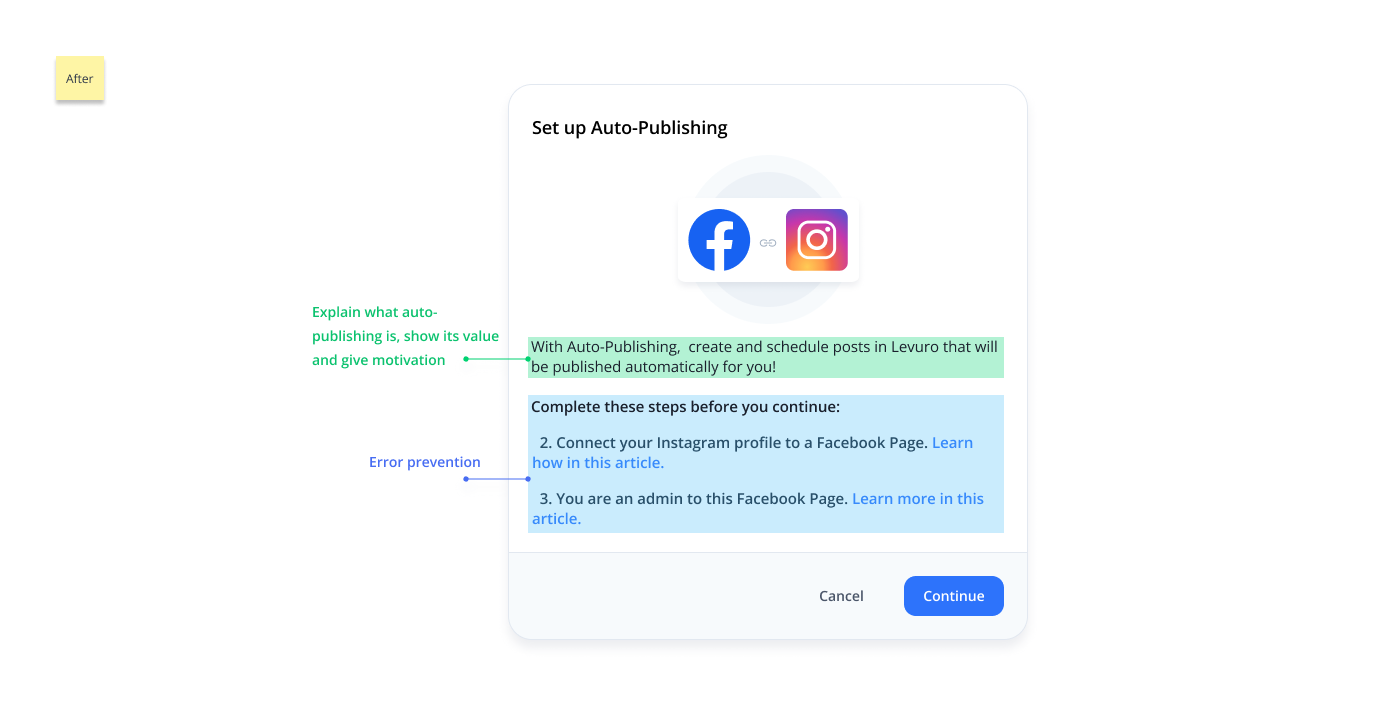 After
Set up Auto-Publishing
Explain what auto-
publishing is, show its value
and give motivation
With Auto-Publishing,  create and schedule posts in Levuro that will
be published automatically for you!
Complete these steps before you continue:
2. Connect your Instagram profile to a Facebook Page. Learn
how in this article.
Error prevention
3. You are an admin to this Facebook Page. Learn more in this
article.
Cancel
Continue